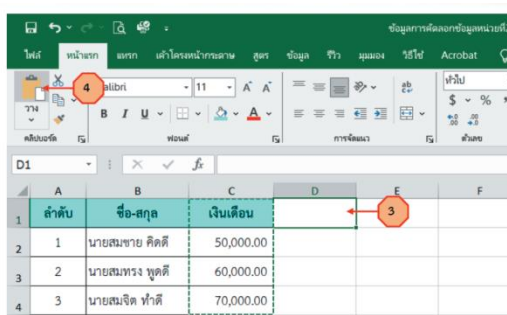 ข้อมูลการคัดลอกข้อมูลหน่วยที่
ไฟล์ หน้าแรก แทรก เค้าโครงหน้ากระดาษ สูตร ข้อมูล รีวิว มุมมอง วิธีใช้ Acrobat
วาง 4 alibri 11 A A ab ทั่วไป
B I U A $ %
คลิปบอร์ด ฟอนต์ การจัดแนว ตัวเลข
D1 fx
A B C D E F
1 ลำดับ ชื่อ-สกุล เงินเดือน 3
2 1 นายสมชาย คิดดี 50,000.00
3 2 นายสมทรง พูดดี 60,000.00
4 3 นายสมจิต ทำดี 70,000.00